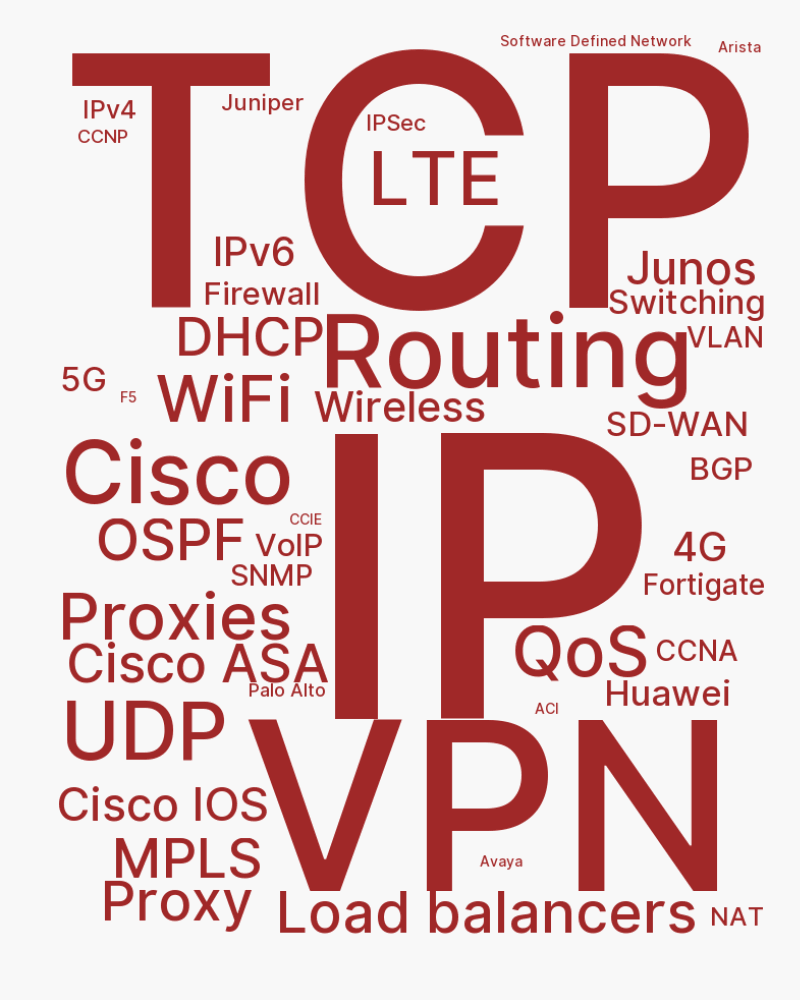 Software Defined Network
Arista
TCP
IPv4
Juniper
CCNP
IPSec
LTE
IPv6
Junos
Firewall
Switching
DHCP
Routing
VLAN
5G
F5
WiFi
Wireless
SD-WAN
Cisco
IP
BGP
CCIE
OSPF
VoIP
4G
SNMP
Fortigate
Proxies
QoS
CCNA
Cisco ASA
Palo Alto
Huawei
ACI
UDP
VPN
Cisco IOS
MPLS
Avaya
Proxy
Load balancers
NAT